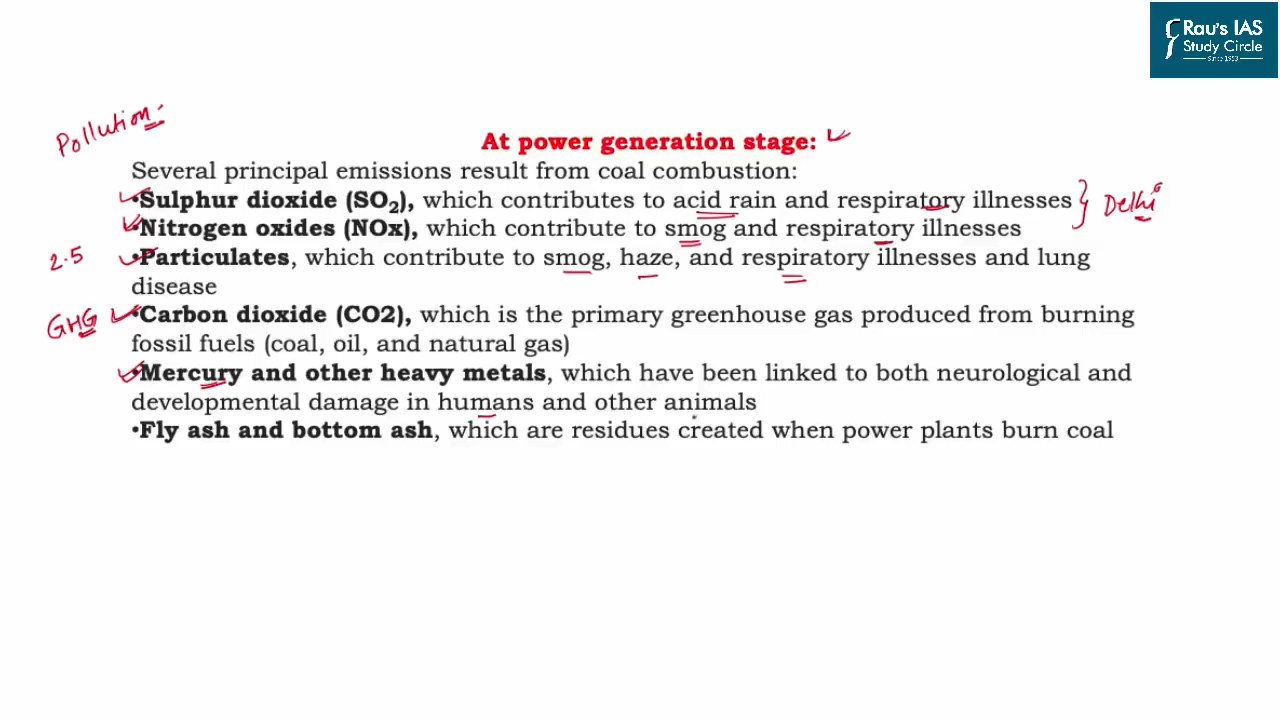 Rau's IAS
Study Circle
Since 1953
Pollution:
At power generation stage:
Several principal emissions result from coal combustion:
•Sulphur dioxide (SO₂), which contributes to acid rain and respiratory illnesses
Delhi
•Nitrogen oxides (NOx), which contribute to smog and respiratory illnesses
2.5
•Particulates, which contribute to smog, haze, and respiratory illnesses and lung
disease
GHG
•Carbon dioxide (CO2), which is the primary greenhouse gas produced from burning
fossil fuels (coal, oil, and natural gas)
•Mercury and other heavy metals, which have been linked to both neurological and
developmental damage in humans and other animals
•Fly ash and bottom ash, which are residues created when power plants burn coal